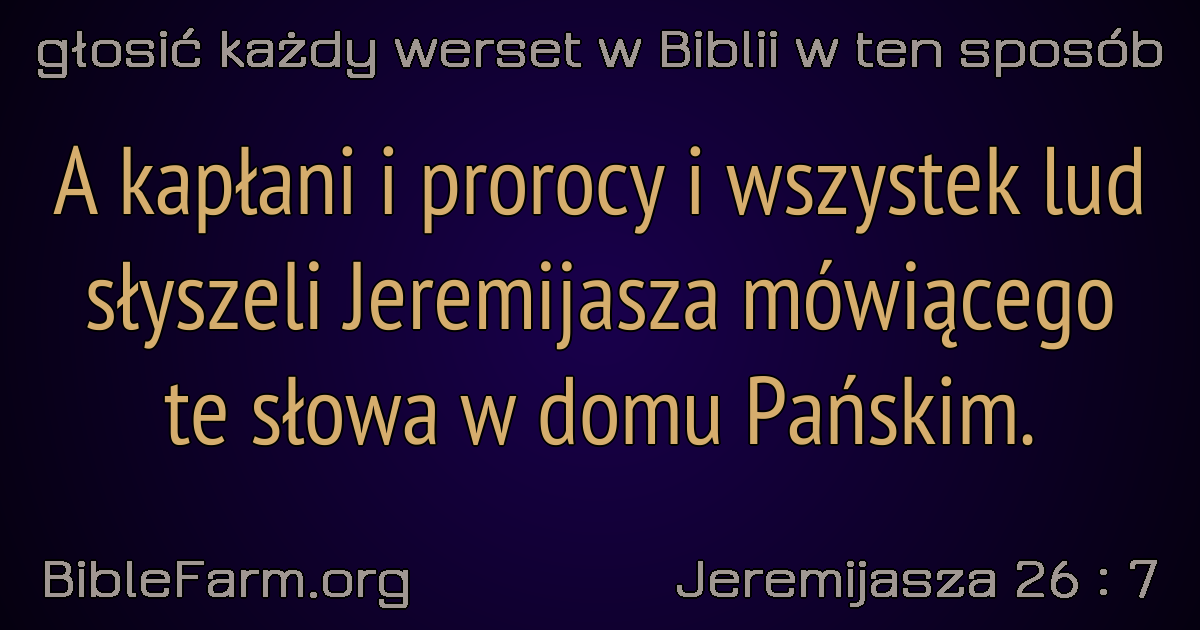 głosić każdy werset w Biblii w ten sposób
A kapłani i prorocy i wszystek lud
słyszeli Jeremijasza mówiącego
te słowa w domu Pańskim.
BibleFarm.org
Jeremijasza 26 : 7